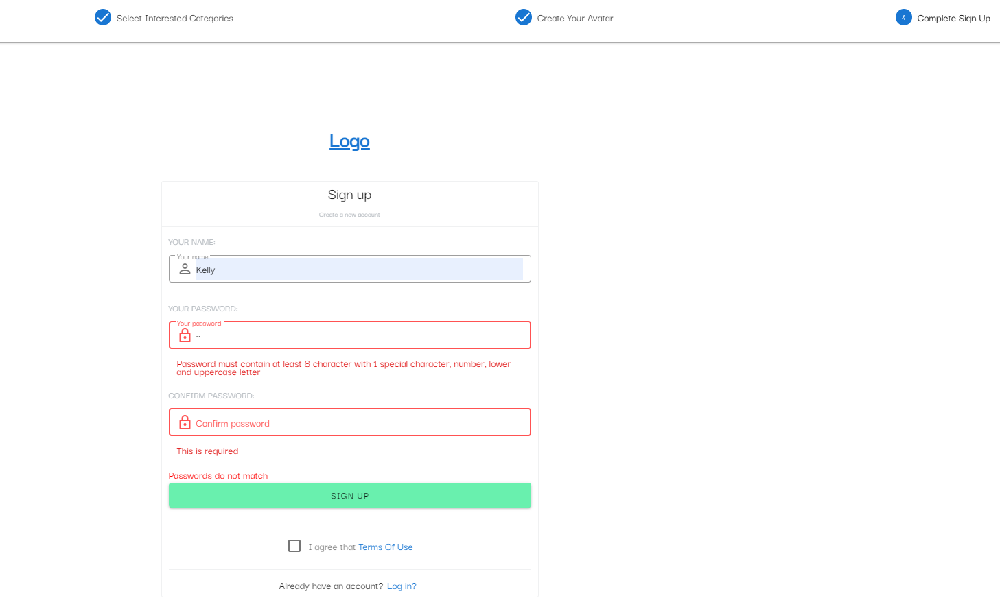 Select Interested Categories
Create Your Avatar
4 Complete Sign Up
Logo
Sign up
Create a new account
YOUR NAME:
Your name
Kelly
YOUR PASSWORD:
Your password
••
Password must contain at least 8 character with 1 special character, number, lower
and uppercase letter
CONFIRM PASSWORD:
Confirm password
This is required
Passwords do not match
SIGN UP
I agree that Terms Of Use
Already have an account? Log in?